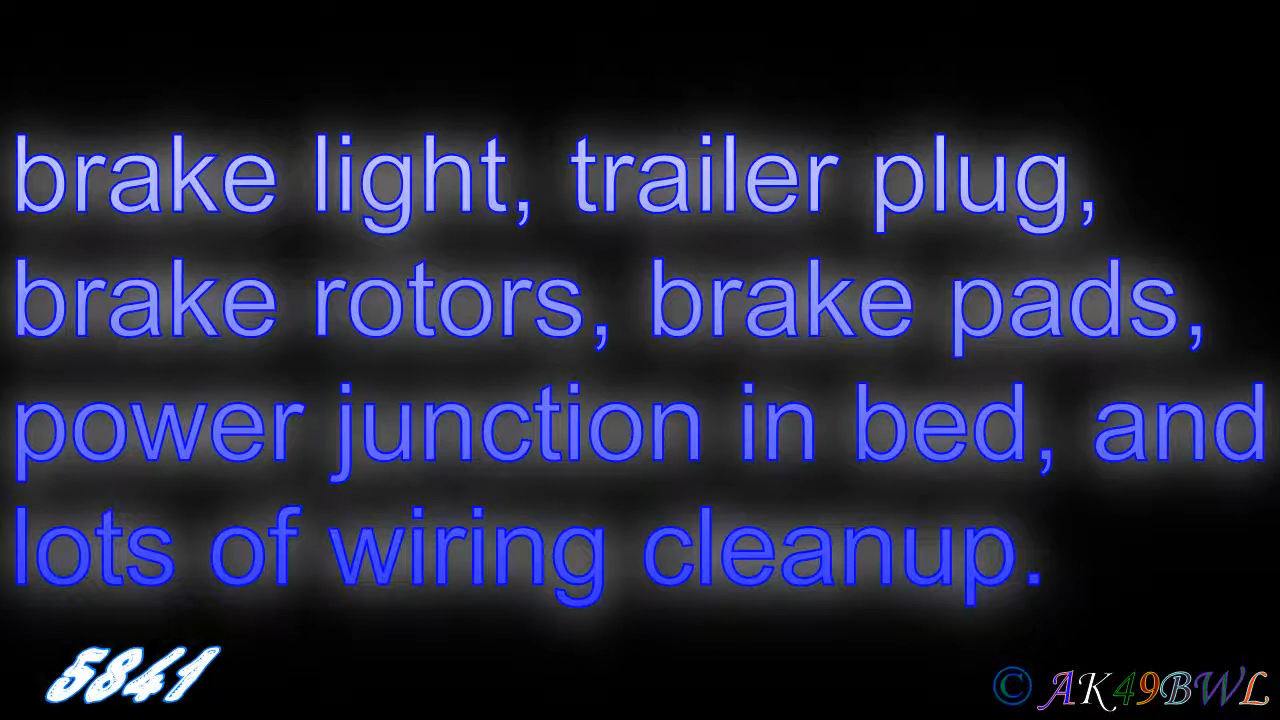 brake light, trailer plug,
brake rotors, brake pads,
power junction in bed, and
lots of wiring cleanup.
5841
© AK49BWL